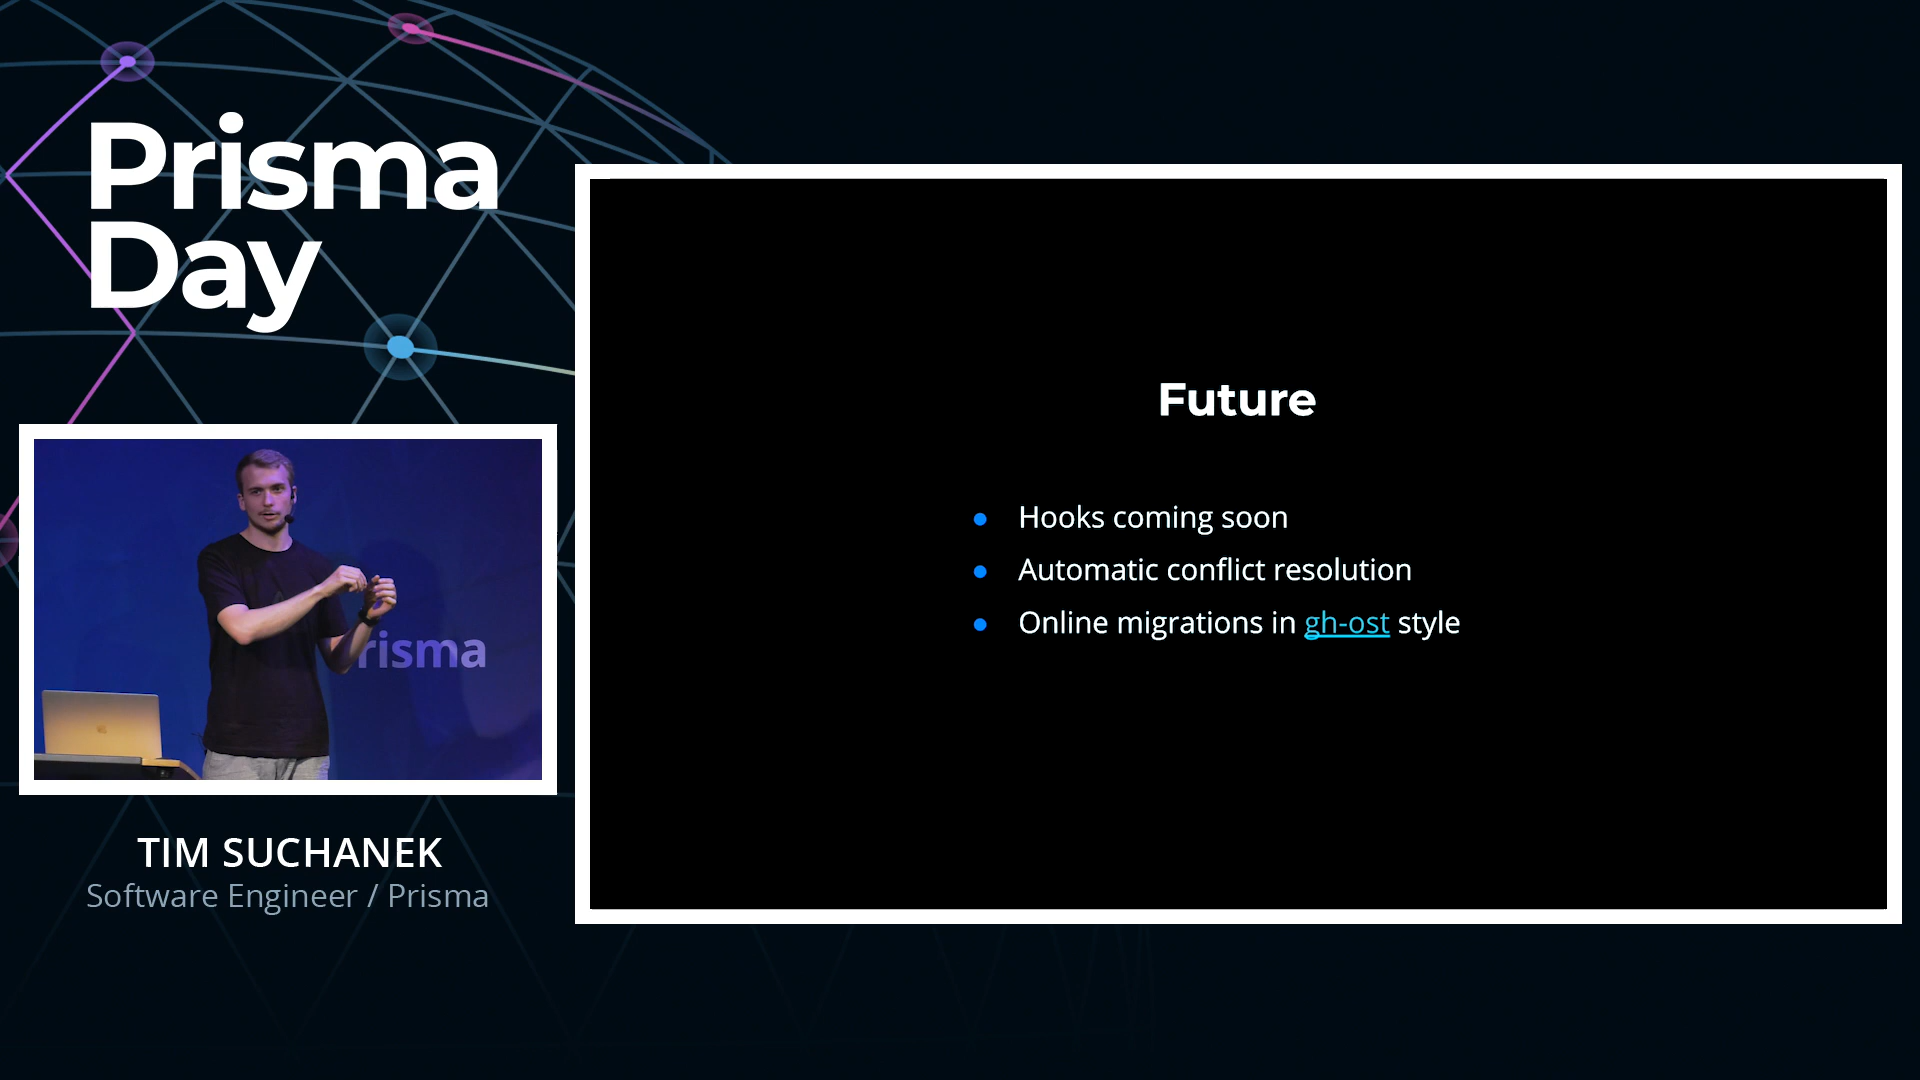 Prisma
Day
Future
Hooks coming soon
Automatic conflict resolution
Online migrations in gh-ost style
risma
TIM SUCHANEK
Software Engineer / Prisma